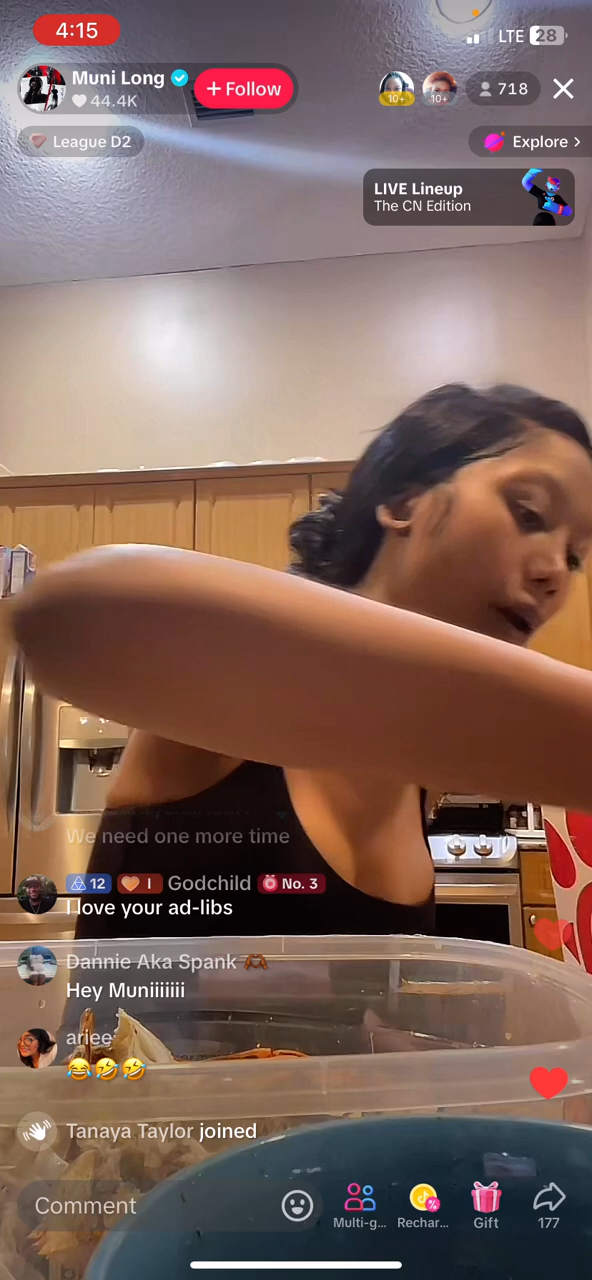 4:15
LTE 28
Muni Long
44.4K
+ Follow
10+
10+
718
League D2
Explore >
LIVE Lineup
The CN Edition
We need one more time
12 I Godchild No. 3
I love your ad-libs
Dannie Aka Spank
Hey Muniiiiiii
ariee
😂🤣🤣
Tanaya Taylor joined
Comment
Multi-g...
Rechar...
Gift
177